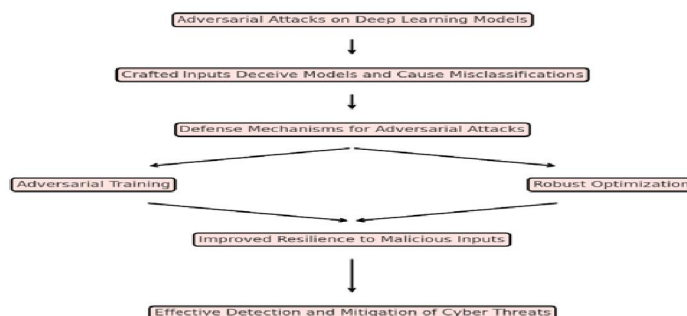 Adversarial Attacks on Deep Learning Models
Crafted Inputs Deceive Models and Cause Misclassifications
Defense Mechanisms for Adversarial Attacks
Adversarial Training
Robust Optimization
Improved Resilience to Malicious Inputs
Effective Detection and Mitigation of Cyber Threats